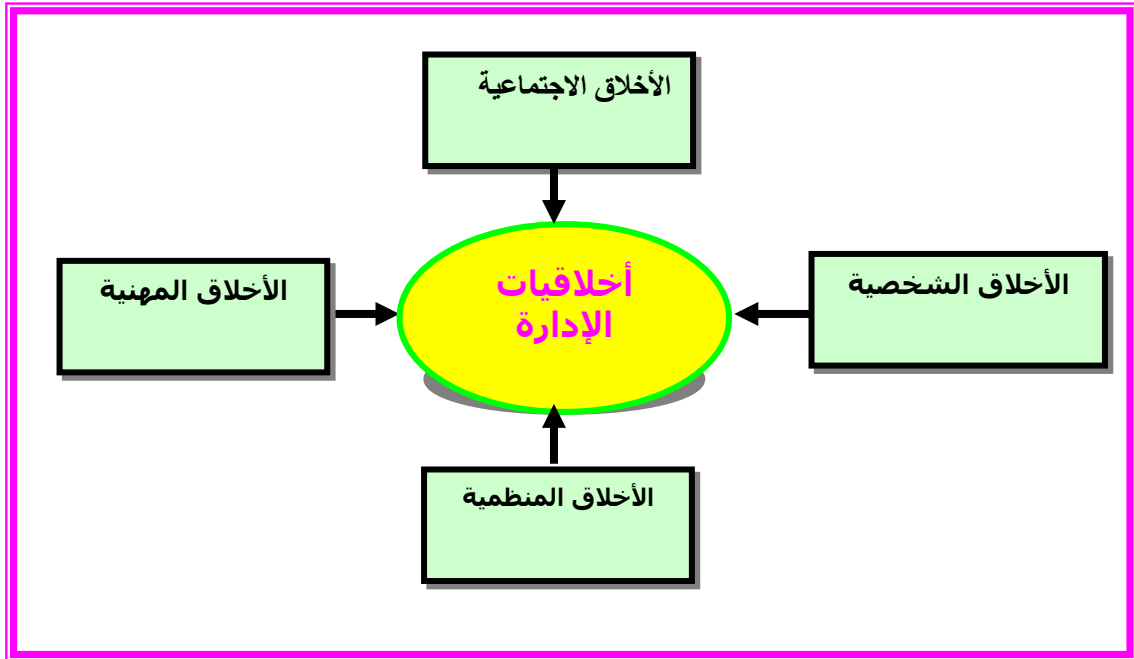 الأخلاق الاجتماعية
الأخلاق الشخصية
أخلاقيات
الإدارة
الأخلاق المهنية
الأخلاق المنظمية